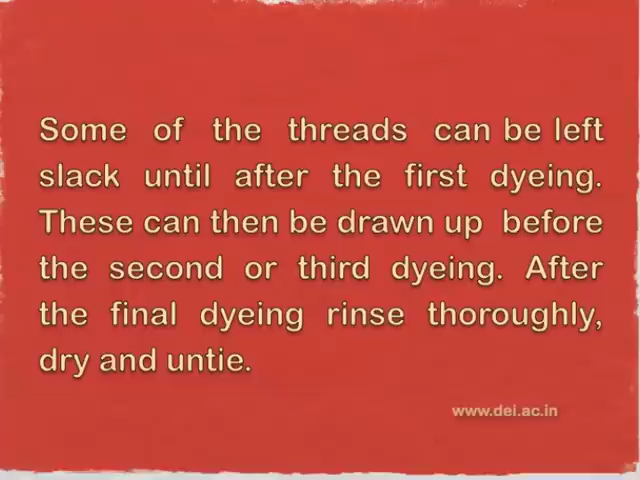 Some of the threads can be left
slack until after the first dyeing.
These can then be drawn up before
the second or third dyeing. After
the final dyeing rinse thoroughly,
dry and untie.
www.dei.ac.in